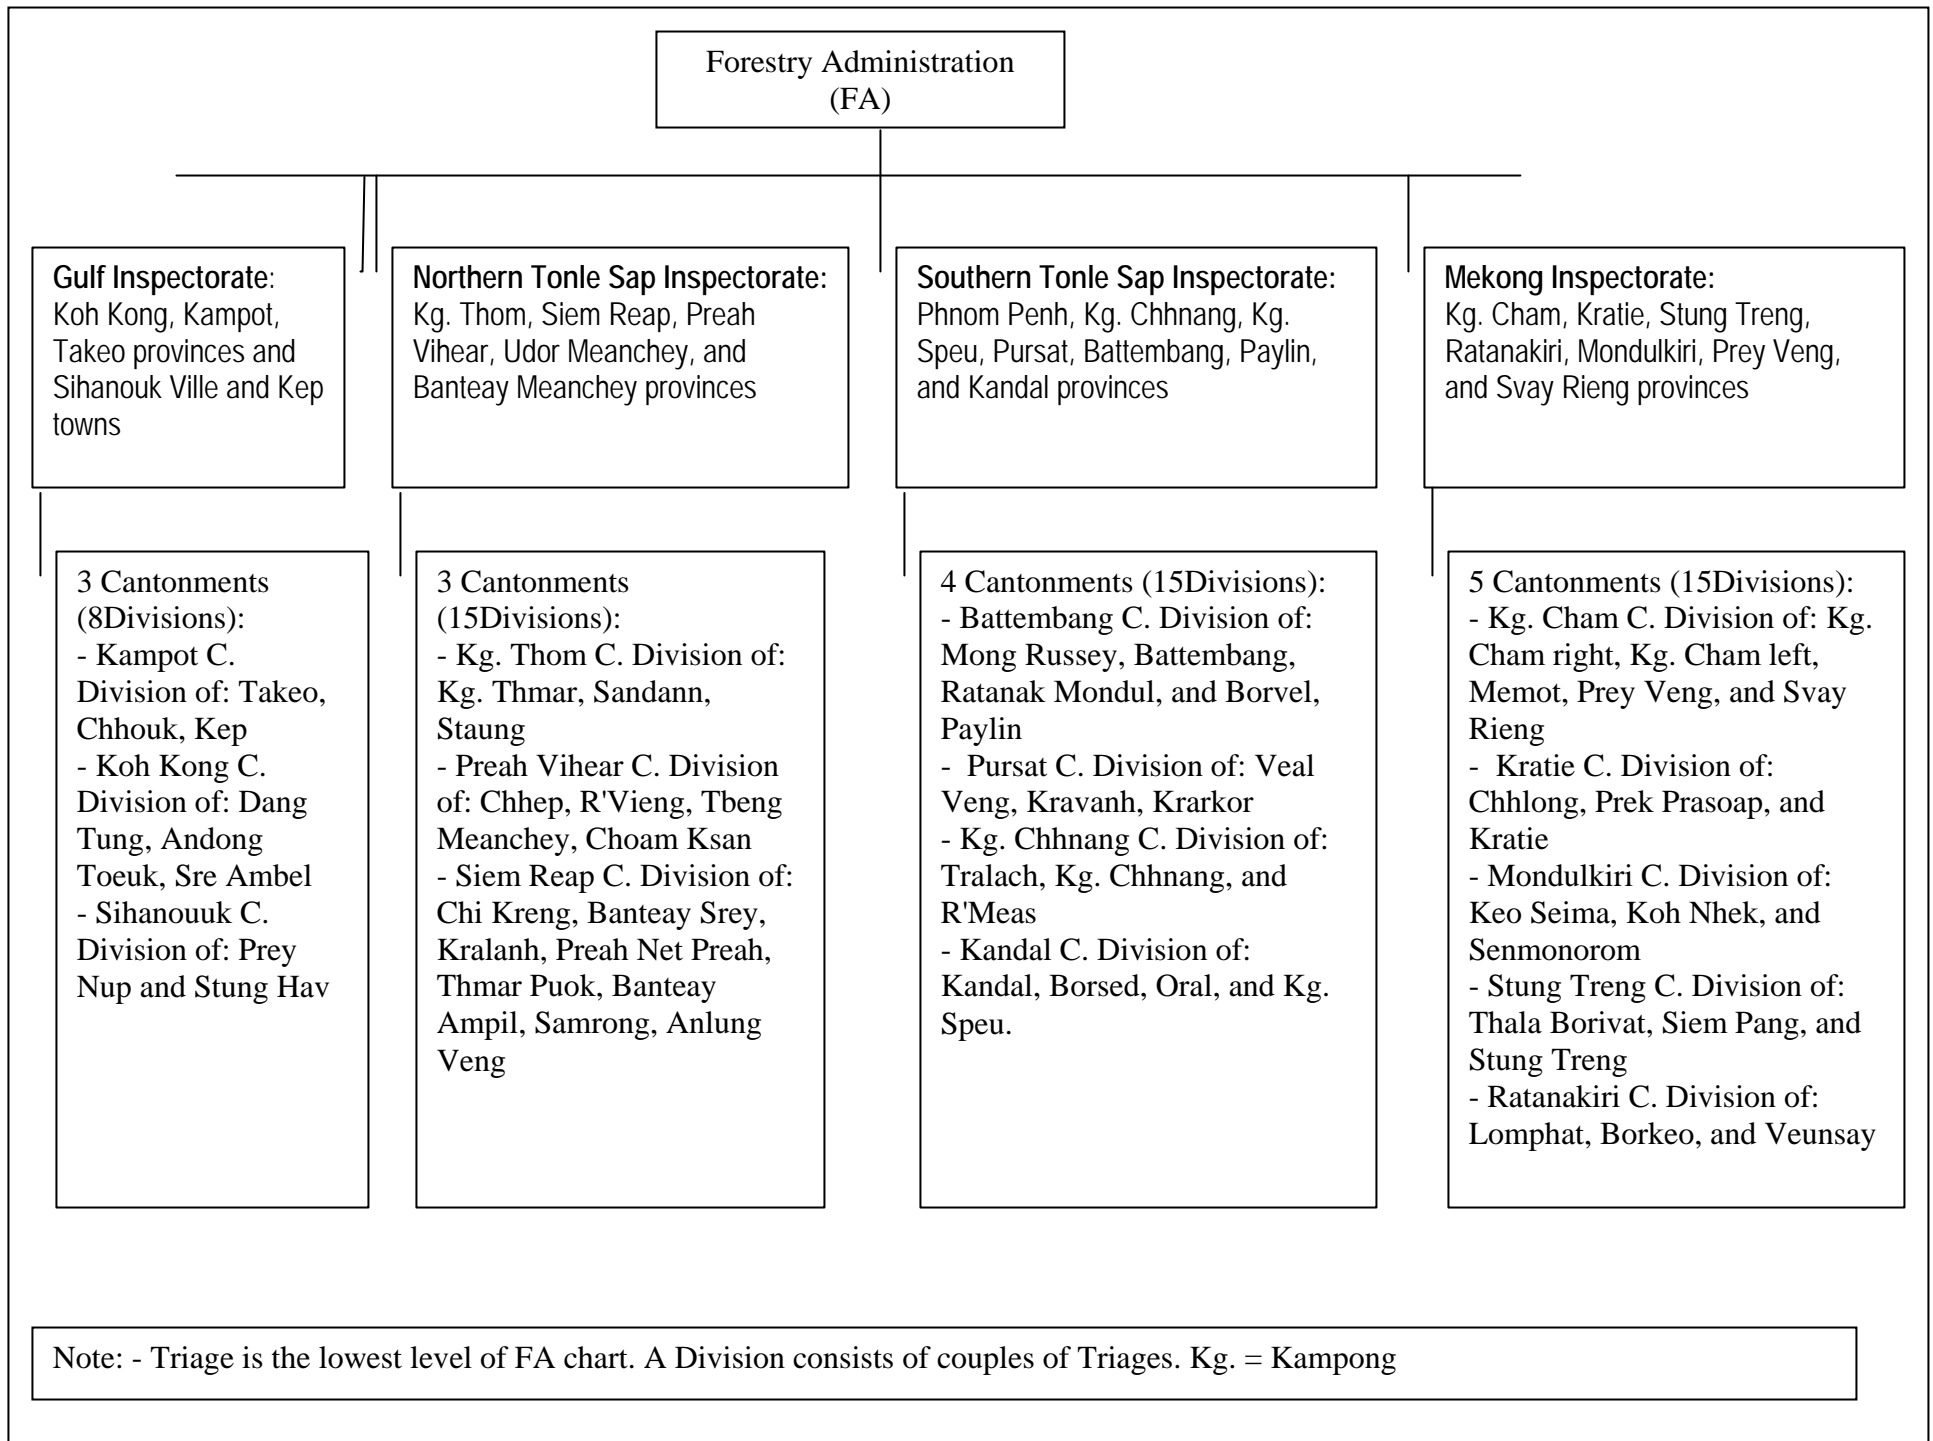 Forestry Administration
(FA)
Gulf Inspectorate:
Koh Kong, Kampot,
Takeo provinces and
Sihanouk Ville and Kep
towns
Northern Tonle Sap Inspectorate:
Kg. Thom, Siem Reap, Preah
Vihear, Udor Meanchey, and
Banteay Meanchey provinces
Southern Tonle Sap Inspectorate:
Phnom Penh, Kg. Chhnang, Kg.
Speu, Pursat, Battembang, Paylin,
and Kandal provinces
Mekong Inspectorate:
Kg. Cham, Kratie, Stung Treng,
Ratanakiri, Mondulkiri, Prey Veng,
and Svay Rieng provinces
3 Cantonments
(8Divisions):
- Kampot C.
Division of: Takeo,
Chhouk, Kep
- Koh Kong C.
Division of: Dang
Tung, Andong
Toeuk, Sre Ambel
- Sihanouuk C.
Division of: Prey
Nup and Stung Hav
3 Cantonments
(15Divisions):
- Kg. Thom C. Division of:
Kg. Thmar, Sandann,
Staung
- Preah Vihear C. Division
of: Chhep, R'Vieng, Tbeng
Meanchey, Choam Ksan
- Siem Reap C. Division of:
Chi Kreng, Banteay Srey,
Kralanh, Preah Net Preah,
Thmar Puok, Banteay
Ampil, Samrong, Anlung
Veng
4 Cantonments (15Divisions):
- Battembang C. Division of:
Mong Russey, Battembang,
Ratanak Mondul, and Borvel,
Paylin
- Pursat C. Division of: Veal
Veng, Kravanh, Krarkor
- Kg. Chhnang C. Division of:
Tralach, Kg. Chhnang, and
R'Meas
- Kandal C. Division of:
Kandal, Borsed, Oral, and Kg.
Speu.
5 Cantonments (15Divisions):
- Kg. Cham C. Division of: Kg.
Cham right, Kg. Cham left,
Memot, Prey Veng, and Svay
Rieng
- Kratie C. Division of:
Chhlong, Prek Prasoap, and
Kratie
- Mondulkiri C. Division of:
Keo Seima, Koh Nhek, and
Senmonorom
- Stung Treng C. Division of:
Thala Borivat, Siem Pang, and
Stung Treng
- Ratanakiri C. Division of:
Lomphat, Borkeo, and Veunsay
Note: - Triage is the lowest level of FA chart. A Division consists of couples of Triages. Kg. = Kampong